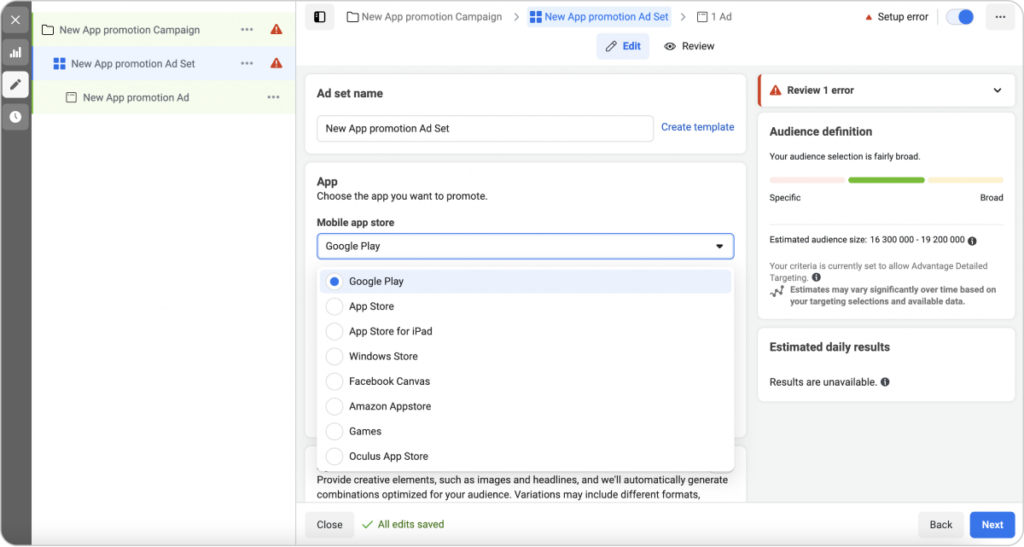 New App promotion Campaign
New App promotion Ad Set
New App promotion Ad
New App promotion Campaign
New App promotion Ad Set
1 Ad
Setup error
Edit
Review
Ad set name
New App promotion Ad Set
Create template
App
Choose the app you want to promote.
Mobile app store
Google Play
Google Play
App Store
App Store for iPad
Windows Store
Facebook Canvas
Amazon Appstore
Games
Oculus App Store
Provide creative elements, such as images and headlines, and we'll automatically generate
combinations optimized for your audience. Variations may include different formats,
Close
All edits saved
Back
Next
Review 1 error
Audience definition
Your audience selection is fairly broad.
Specific
Broad
Estimated audience size: 16 300 000 - 19 200 000
Your criteria is currently set to allow Advantage Detailed
Targeting.
Estimates may vary significantly over time based on
your targeting selections and available data.
Estimated daily results
Results are unavailable.